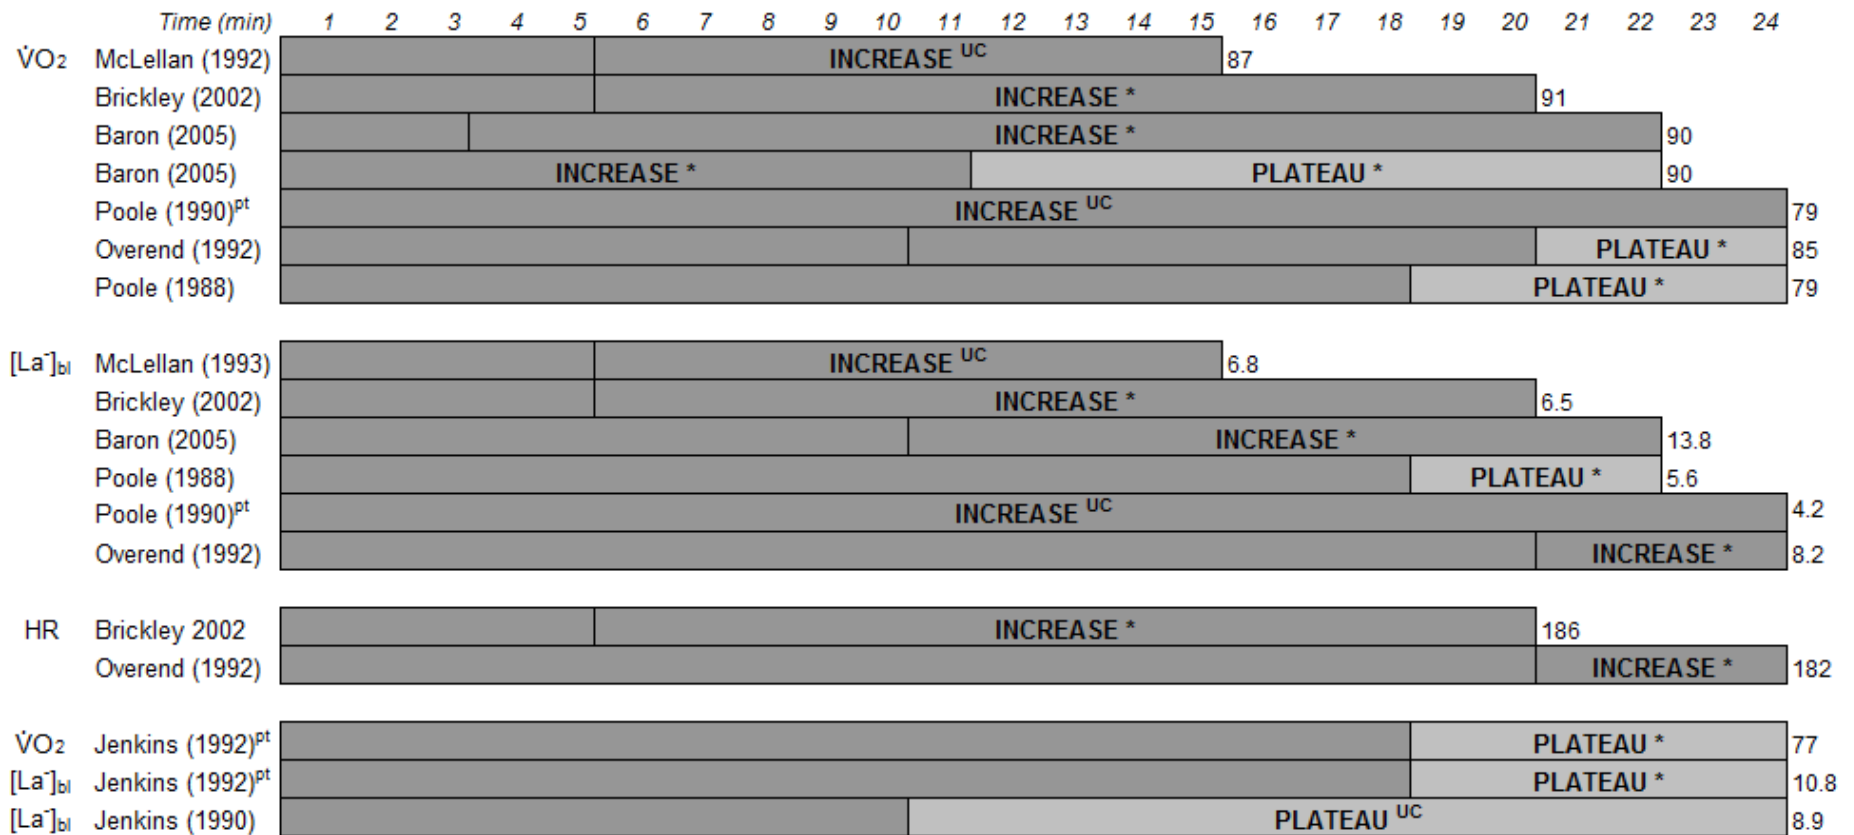 Time (min) 1 2 3 4 5 6 7 8 9 10 11 12 13 14 15 16 17 18 19 20 21 22 23 24
V̇O₂ McLellan (1992) INCREASE ᵁᶜ 87
Brickley (2002) INCREASE * 91
Baron (2005) INCREASE * 90
Baron (2005) INCREASE * PLATEAU * 90
Poole (1990)ᵖᵗ INCREASE ᵁᶜ 79
Overend (1992) PLATEAU * 85
Poole (1988) PLATEAU * 79
[La⁻]bl McLellan (1993) INCREASE ᵁᶜ 6.8
Brickley (2002) INCREASE * 6.5
Baron (2005) INCREASE * 13.8
Poole (1988) PLATEAU * 5.6
Poole (1990)ᵖᵗ INCREASE ᵁᶜ 4.2
Overend (1992) INCREASE * 8.2
HR Brickley 2002 INCREASE * 186
Overend (1992) INCREASE * 182
V̇O₂ Jenkins (1992)ᵖᵗ PLATEAU * 77
[La⁻]bl Jenkins (1992)ᵖᵗ PLATEAU * 10.8
[La⁻]bl Jenkins (1990) PLATEAU ᵁᶜ 8.9